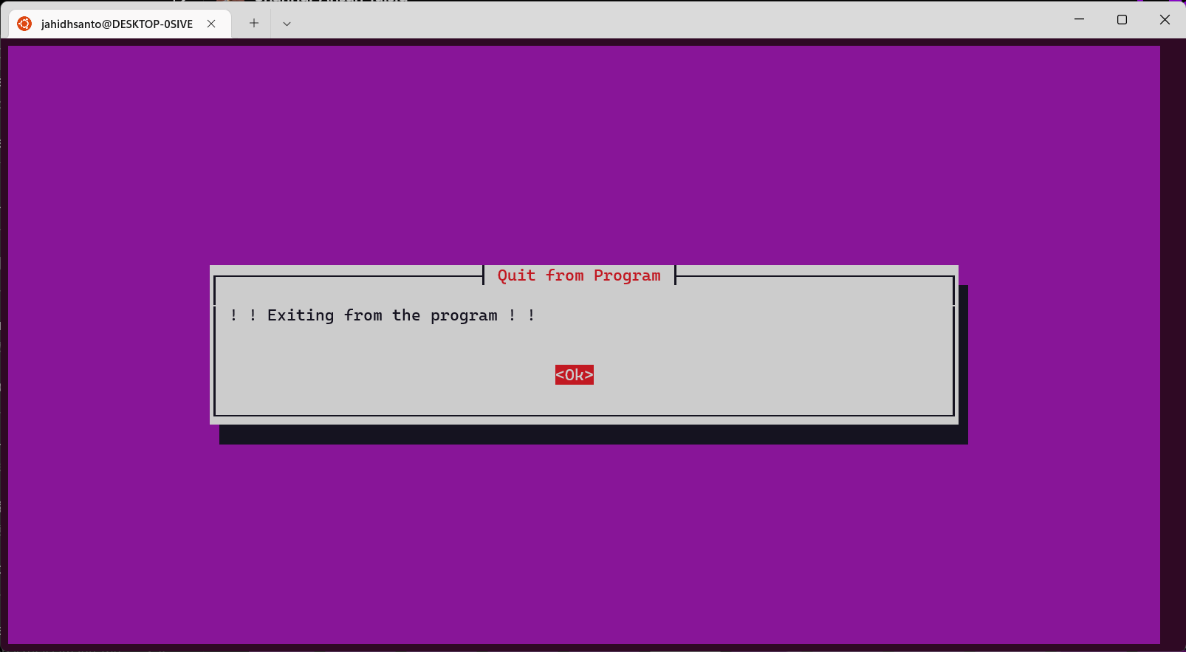 jahidhsanto@DESKTOP-0SIVE
Quit from Program
! ! Exiting from the program ! !
<Ok>